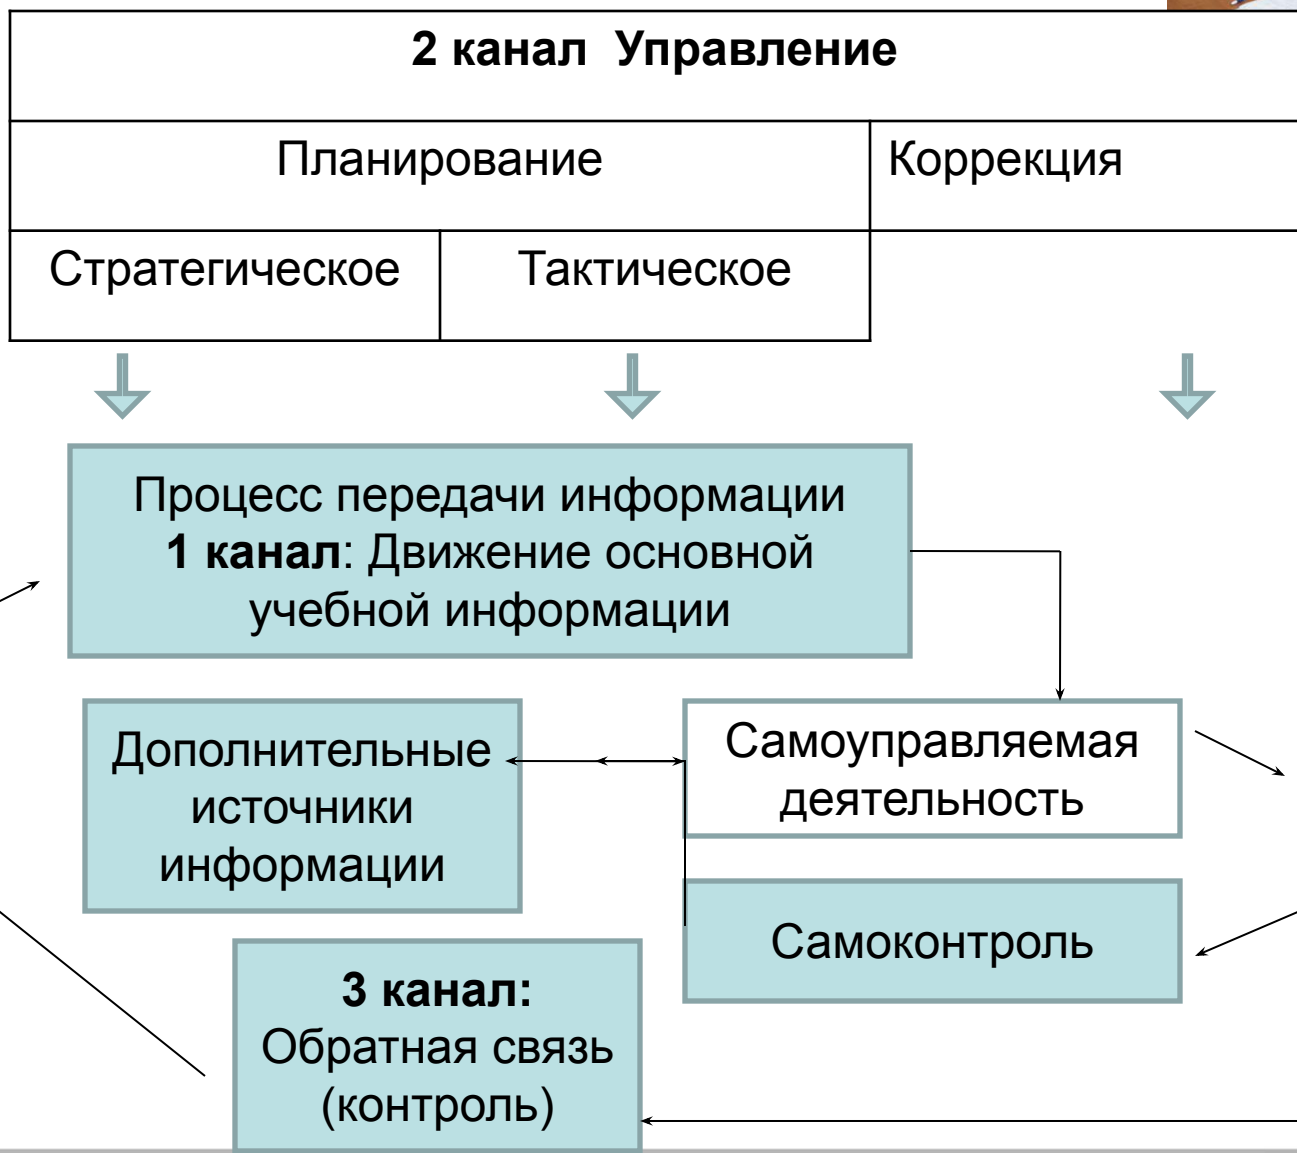 2 канал  Управление
Планирование
Коррекция
Стратегическое
Тактическое
Процесс передачи информации
1 канал: Движение основной
учебной информации
Дополнительные
источники
информации
Самоуправляемая
деятельность
Самоконтроль
3 канал:
Обратная связь
(контроль)